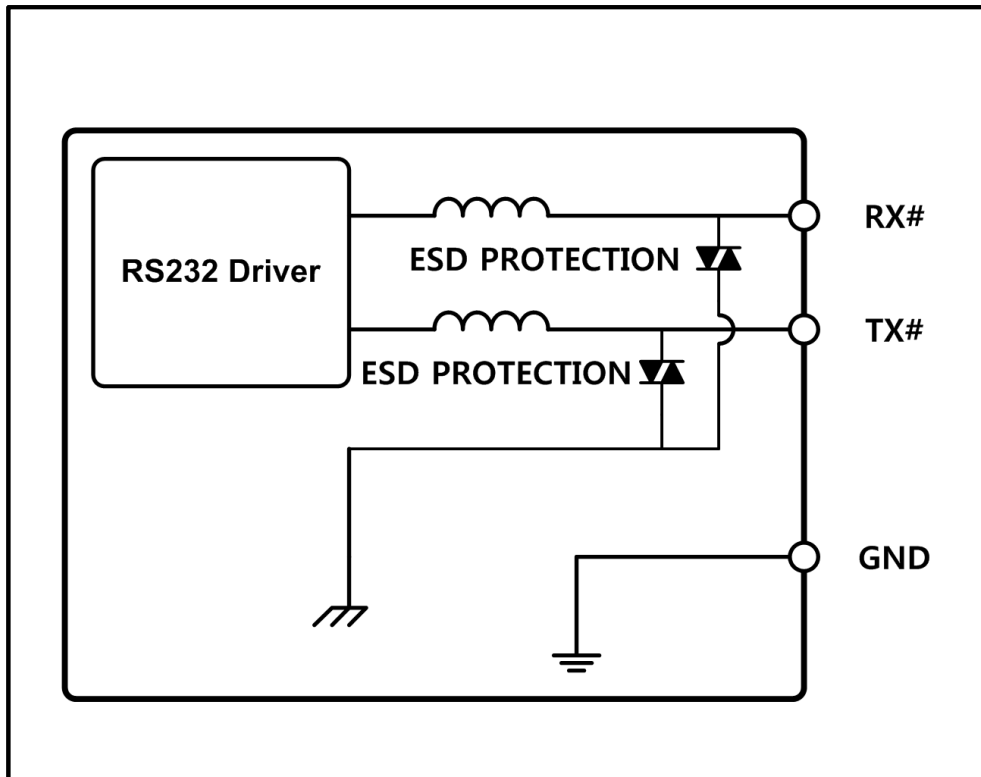 RX#
ESD PROTECTION
RS232 Driver
TX#
ESD PROTECTION
GND